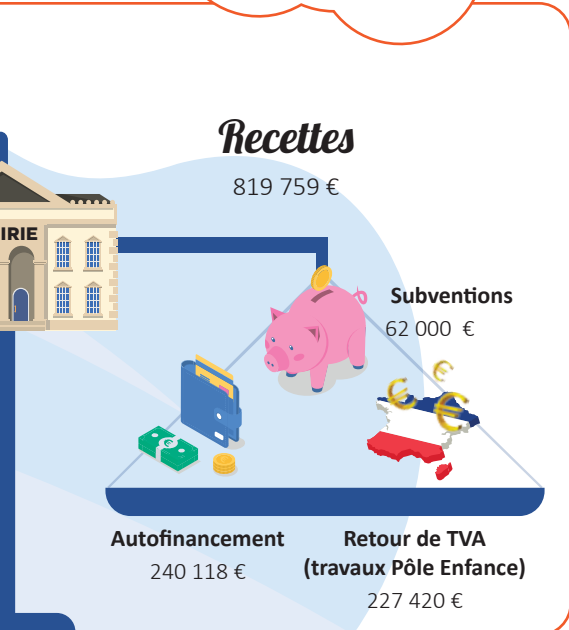 Recettes
819 759 €
IRIE
Subventions
62 000 €
Autofinancement
240 118 €
Retour de TVA
(travaux Pôle Enfance)
227 420 €